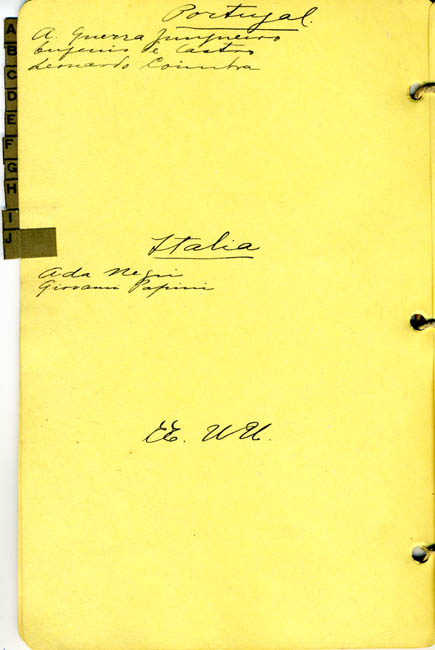 Portugal.
A. Guerra Junqueiro
Eugenio de Castro
Leonardo Coimbra
A
B
C
D
E
F
G
H
I
J
Italia
Ada Negri
Giovanni Papini
EE. UU.